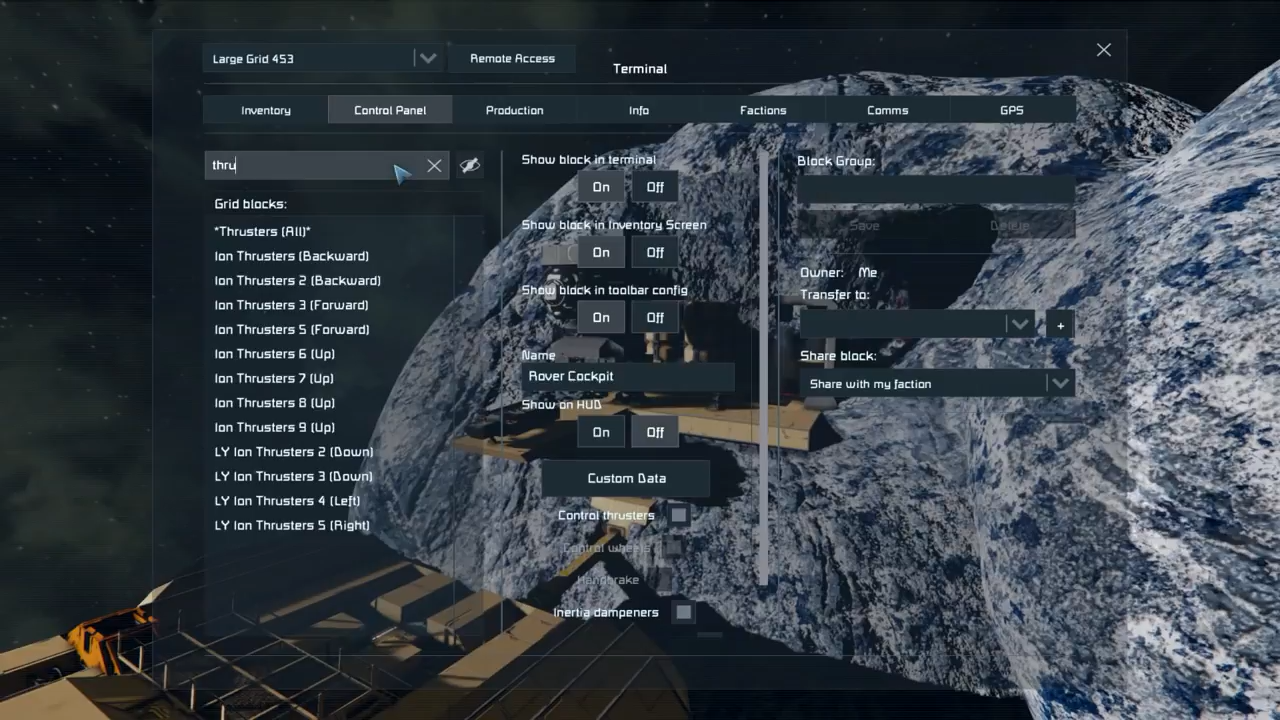 Large Grid 453
Remote Access
Terminal
Inventory
Control Panel
Production
Info
Factions
Comms
GPS
thru
Grid blocks:
*Thrusters (All)*
Ion Thrusters (Backward)
Ion Thrusters 2 (Backward)
Ion Thrusters 3 (Forward)
Ion Thrusters 5 (Forward)
Ion Thrusters 6 (Up)
Ion Thrusters 7 (Up)
Ion Thrusters 8 (Up)
Ion Thrusters 9 (Up)
LY Ion Thrusters 2 (Down)
LY Ion Thrusters 3 (Down)
LY Ion Thrusters 4 (Left)
LY Ion Thrusters 5 (Right)
Show block in terminal
On Off
Show block in Inventory Screen
On Off
Show block in toolbar config
On Off
Name
Rover Cockpit
Show on HUD
On Off
Custom Data
Control thrusters
Control wheels
Handbrake
Inertia dampeners
Block Group:
Save Delete
Owner: Me
Transfer to:
+
Share block:
Share with my faction